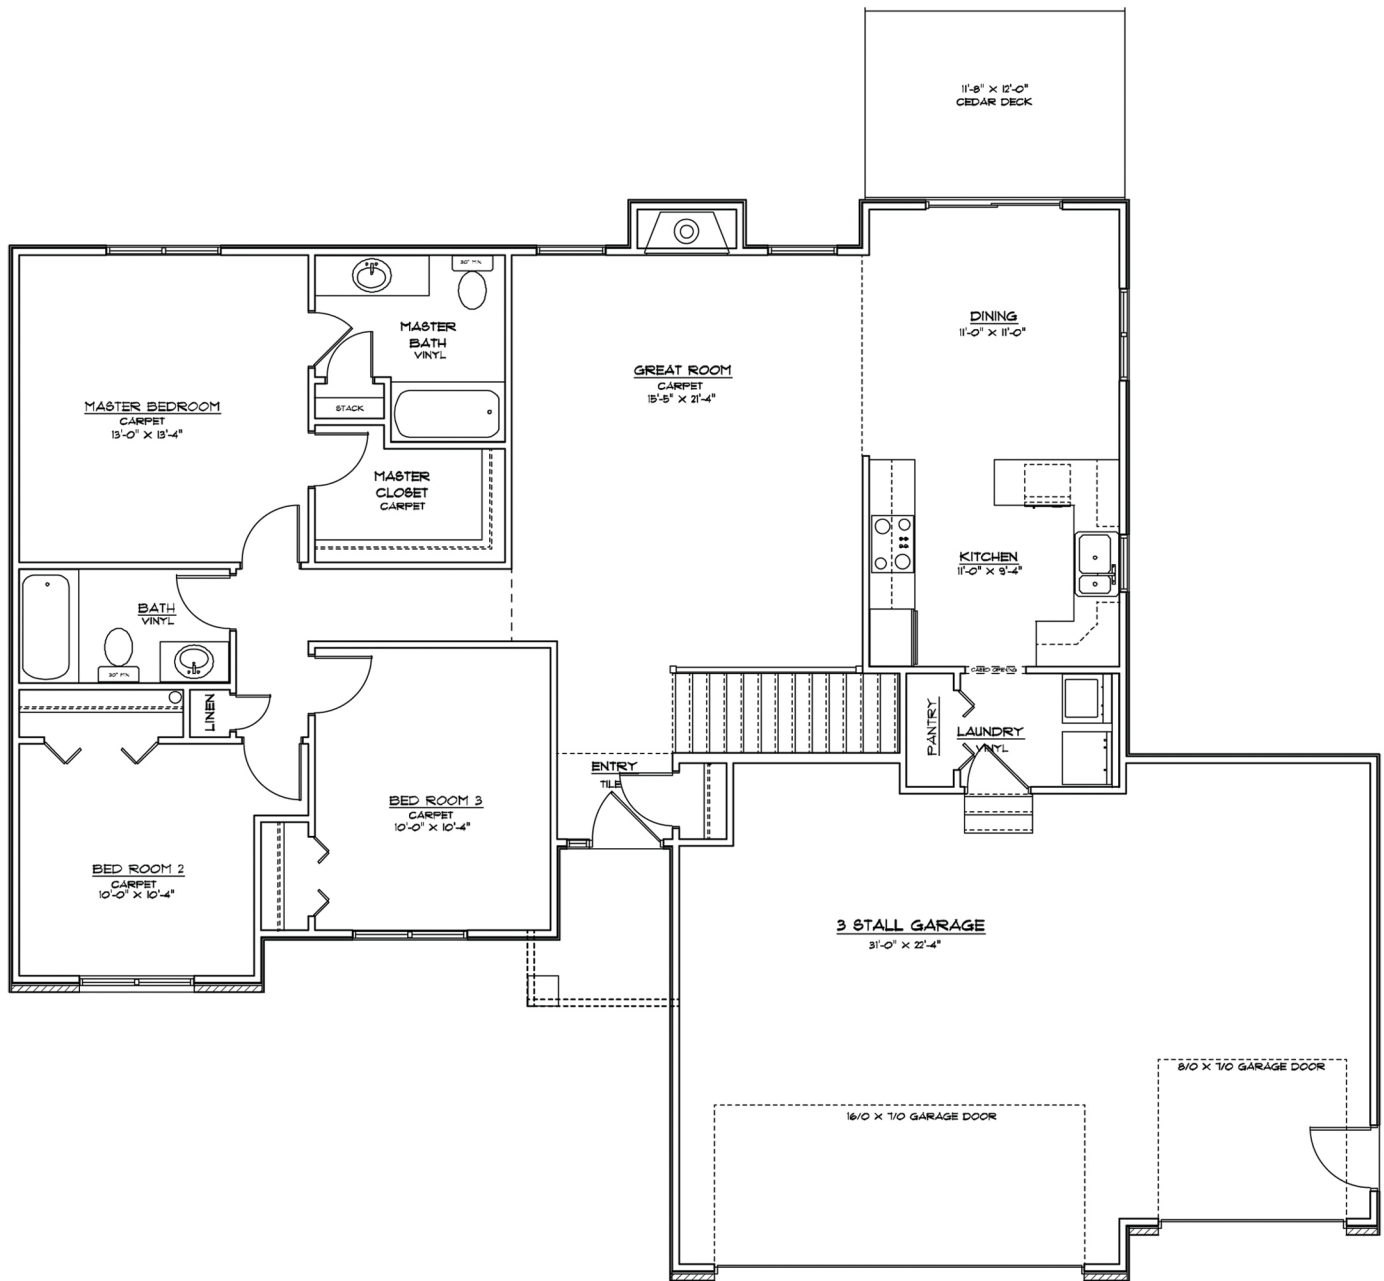 11'-8" X 12'-0"
CEDAR DECK
30" MIN
MASTER
BATH
VINYL
DINING
11'-0" X 11'-0"
GREAT ROOM
CARPET
15'-5" X 21'-4"
MASTER BEDROOM
CARPET
13'-0" X 13'-4"
STACK
MASTER
CLOSET
CARPET
KITCHEN
11'-0" X 9'-4"
BATH
VINYL
30" MIN
LINEN
PANTRY
LAUNDRY
VINYL
ENTRY
TILE
BED ROOM 3
CARPET
10'-0" X 10'-4"
BED ROOM 2
CARPET
10'-0" X 10'-4"
3 STALL GARAGE
31'-0" X 22'-4"
8/0 X 7/0 GARAGE DOOR
16/0 X 7/0 GARAGE DOOR